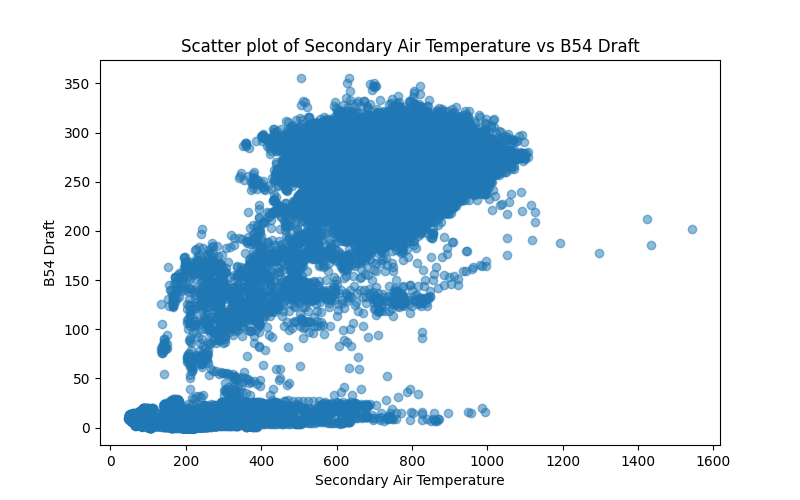 Scatter plot of Secondary Air Temperature vs B54 Draft
350
300
250
200
150
100
50
0
B54 Draft
0 200 400 600 800 1000 1200 1400 1600
Secondary Air Temperature